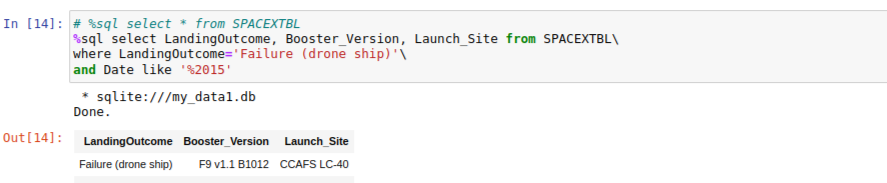 In [14]: # %sql select * from SPACEXTBL
%sql select LandingOutcome, Booster_Version, Launch_Site from SPACEXTBL\
where LandingOutcome='Failure (drone ship)'\
and Date like '%2015'
* sqlite:///my_data1.db
Done.
Out[14]: LandingOutcome Booster_Version Launch_Site
Failure (drone ship) F9 v1.1 B1012 CCAFS LC-40